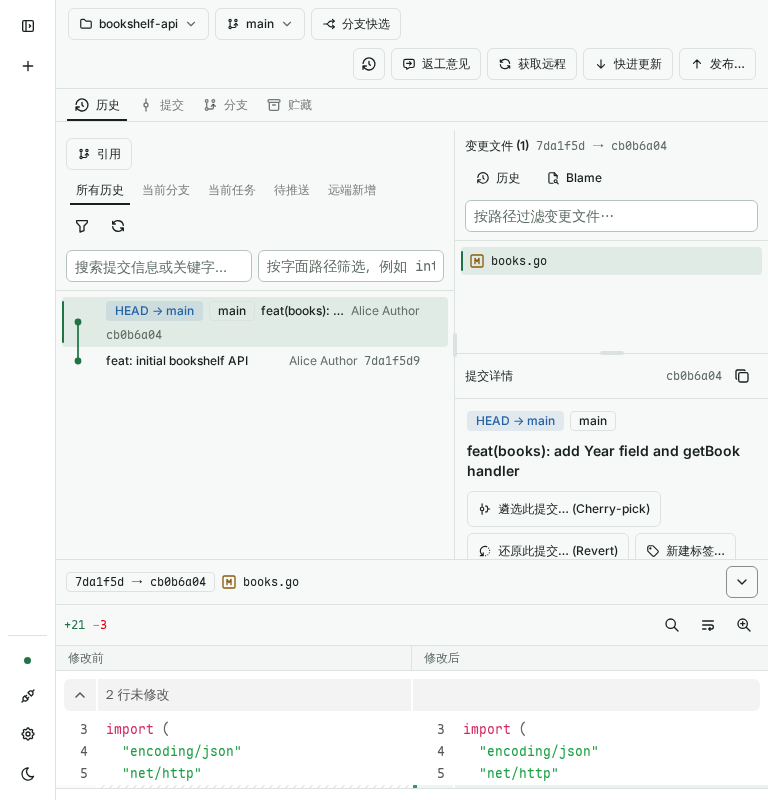 bookshelf-api
main
分支快选
返工意见
获取远程
快进更新
发布...
历史
提交
分支
贮藏
引用
所有历史
当前分支
当前任务
待推送
远端新增
搜索提交信息或关键字...
按字面路径筛选, 例如 int
HEAD → main
main
feat(books): ...
Alice Author
cb0b6a04
feat: initial bookshelf API
Alice Author
7da1f5d9
变更文件 (1)
7da1f5d → cb0b6a04
历史
Blame
按路径过滤变更文件…
M
books.go
提交详情
cb0b6a04
HEAD → main
main
feat(books): add Year field and getBook
handler
遴选此提交... (Cherry-pick)
还原此提交... (Revert)
新建标签...
7da1f5d → cb0b6a04
M
books.go
+21 −3
修改前
修改后
2 行未修改
3 import (
4 "encoding/json"
5 "net/http"
3 import (
4 "encoding/json"
5 "net/http"